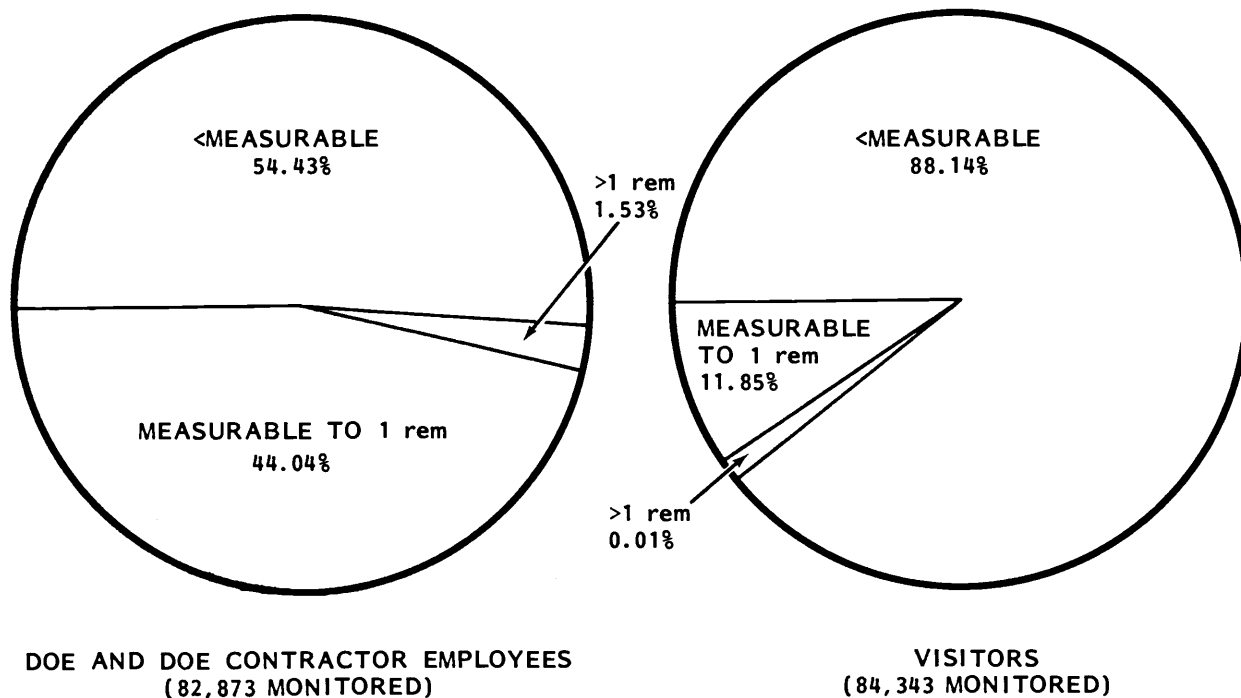 <MEASURABLE
54.43%
>1 rem
1.53%
MEASURABLE TO 1 rem
44.04%
DOE AND DOE CONTRACTOR EMPLOYEES
(82,873 MONITORED)
<MEASURABLE
88.14%
MEASURABLE
TO 1 rem
11.85%
>1 rem
0.01%
VISITORS
(84,343 MONITORED)